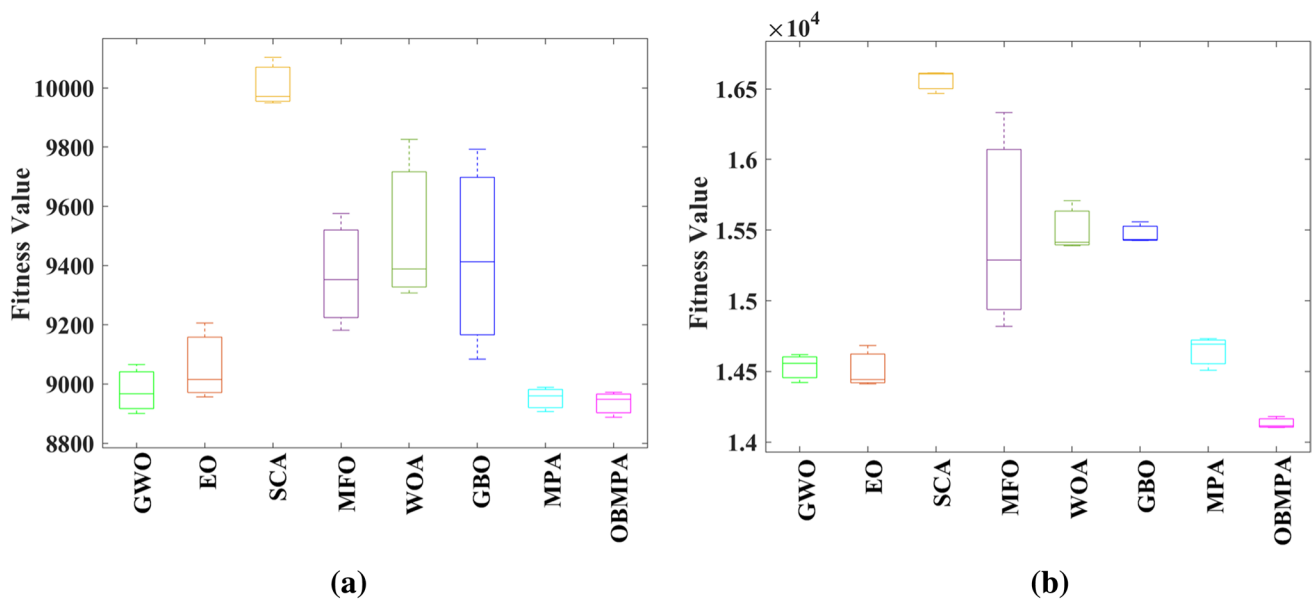 10000
9800
9600
9400
9200
9000
8800
Fitness Value
GWO
EO
SCA
MFO
WOA
GBO
MPA
OBMPA
(a)
×10⁴
1.65
1.6
1.55
1.5
1.45
1.4
Fitness Value
GWO
EO
SCA
MFO
WOA
GBO
MPA
OBMPA
(b)